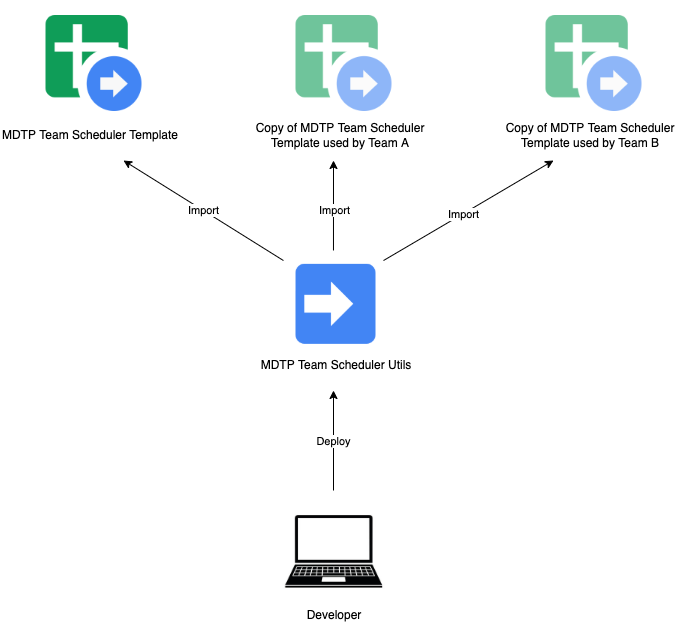 MDTP Team Scheduler Template
Copy of MDTP Team Scheduler
Template used by Team A
Copy of MDTP Team Scheduler
Template used by Team B
Import
Import
Import
MDTP Team Scheduler Utils
Deploy
Developer